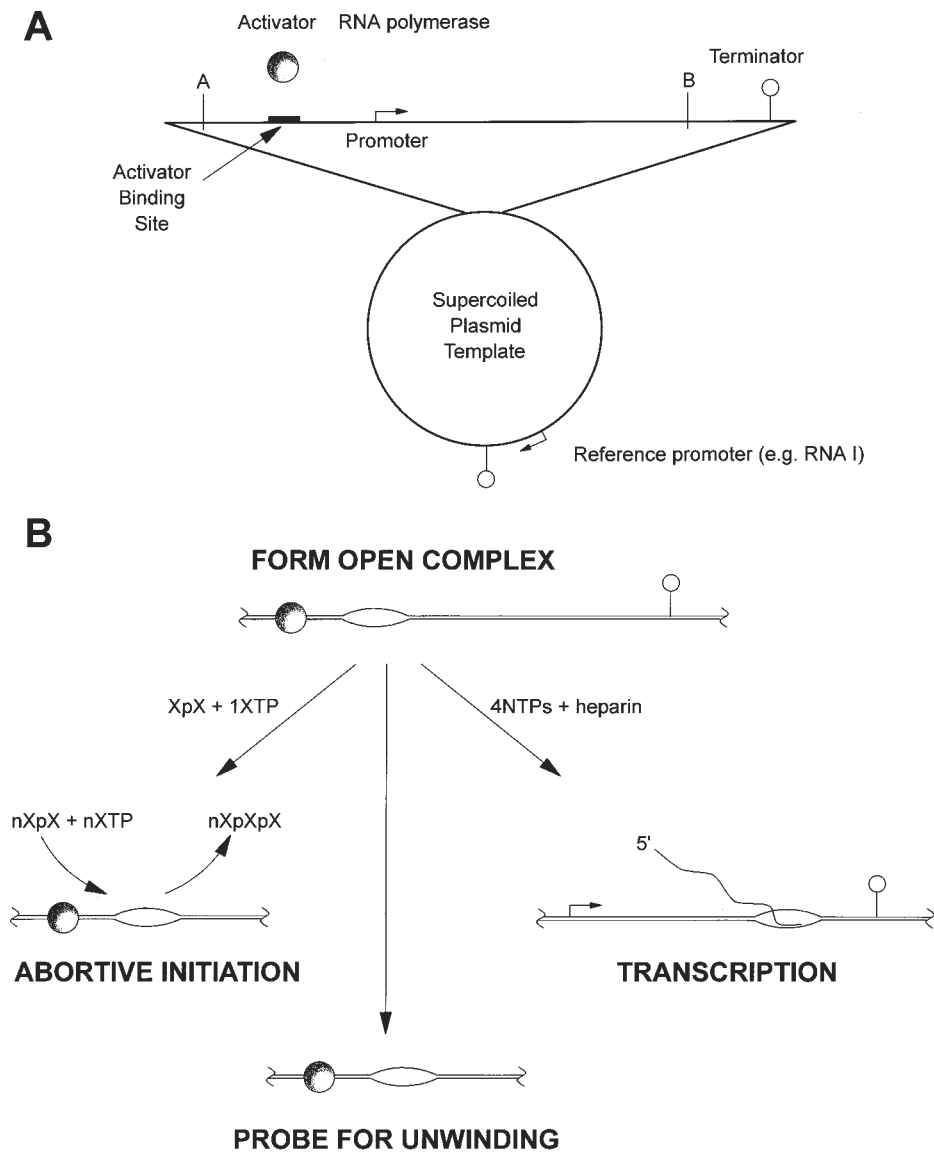 A
Activator RNA polymerase
Terminator
A
B
Promoter
Activator
Binding
Site
Supercoiled
Plasmid
Template
Reference promoter (e.g. RNA I)
B
FORM OPEN COMPLEX
XpX + 1XTP
4NTPs + heparin
nXpX + nXTP
nXpXpX
5'
ABORTIVE INITIATION
TRANSCRIPTION
PROBE FOR UNWINDING